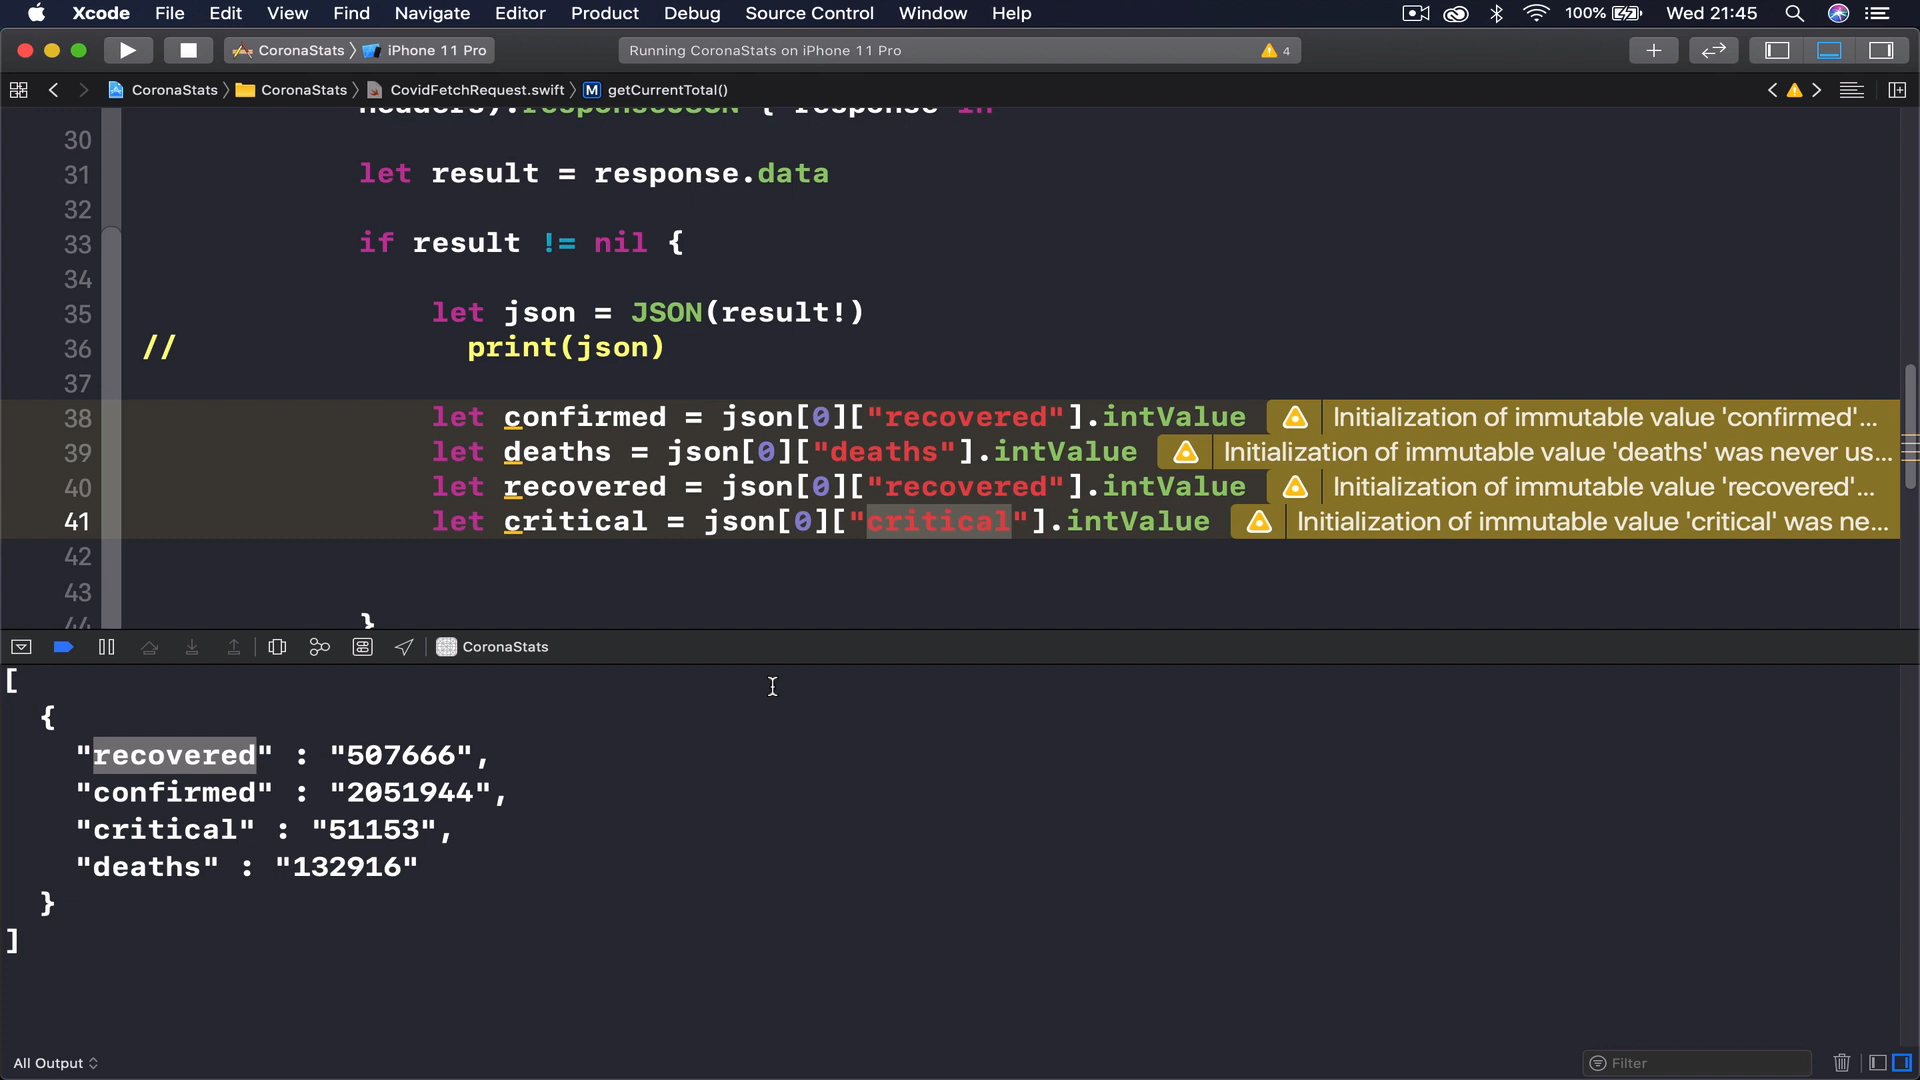 Xcode File Edit View Find Navigate Editor Product Debug Source Control Window Help 100% Wed 21:45
CoronaStats iPhone 11 Pro Running CoronaStats on iPhone 11 Pro 4
CoronaStats CoronaStats CovidFetchRequest.swift M getCurrentTotal()
headers).responseJSON { response in
30
31 let result = response.data
32
33 if result != nil {
34
35 let json = JSON(result!)
36 // print(json)
37
38 let confirmed = json[0]["recovered"].intValue Initialization of immutable value 'confirmed'...
39 let deaths = json[0]["deaths"].intValue Initialization of immutable value 'deaths' was never us...
40 let recovered = json[0]["recovered"].intValue Initialization of immutable value 'recovered'...
41 let critical = json[0]["critical"].intValue Initialization of immutable value 'critical' was ne...
42
43
44 }
CoronaStats
[
{
"recovered" : "507666",
"confirmed" : "2051944",
"critical" : "51153",
"deaths" : "132916"
}
]
All Output Filter